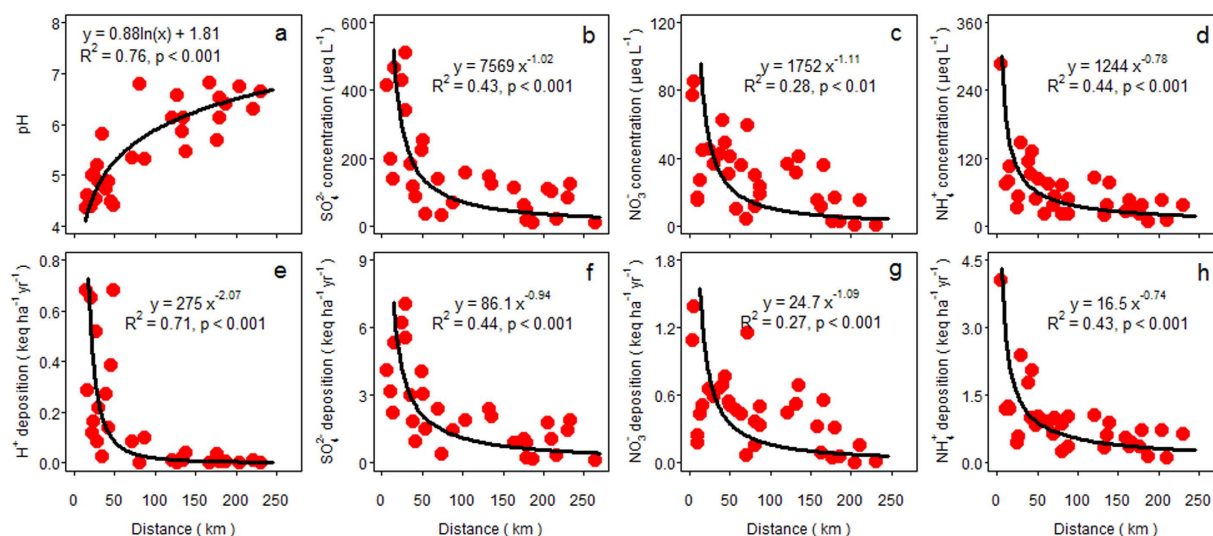 y = 0.88ln(x) + 1.81
R² = 0.76, p < 0.001
a
pH
8
7
6
5
4
y = 7569 x⁻¹·⁰²
R² = 0.43, p < 0.001
b
SO₄²⁻ concentration ( µeq L⁻¹)
600
400
200
0
y = 1752 x⁻¹·¹¹
R² = 0.28, p < 0.01
c
NO₃⁻ concentration ( µeq L⁻¹)
120
80
40
0
y = 1244 x⁻⁰·⁷⁸
R² = 0.44, p < 0.001
d
NH₄⁺ concentration ( µeq L⁻¹)
360
270
180
90
0
y = 275 x⁻²·⁰⁷
R² = 0.71, p < 0.001
e
H⁺ deposition ( keq ha⁻¹ yr⁻¹)
0.8
0.6
0.4
0.2
0.0
0 50 100 150 200 250
Distance ( km )
y = 86.1 x⁻⁰·⁹⁴
R² = 0.44, p < 0.001
f
SO₄²⁻ deposition ( keq ha⁻¹ yr⁻¹)
9
6
3
0
0 50 100 150 200 250
Distance ( km )
y = 24.7 x⁻¹·⁰⁹
R² = 0.27, p < 0.001
g
NO₃⁻ deposition ( keq ha⁻¹ yr⁻¹)
1.8
1.2
0.6
0.0
0 50 100 150 200 250
Distance ( km )
y = 16.5 x⁻⁰·⁷⁴
R² = 0.43, p < 0.001
h
NH₄⁺ deposition ( keq ha⁻¹ yr⁻¹)
4.5
3.0
1.5
0.0
0 50 100 150 200 250
Distance ( km )